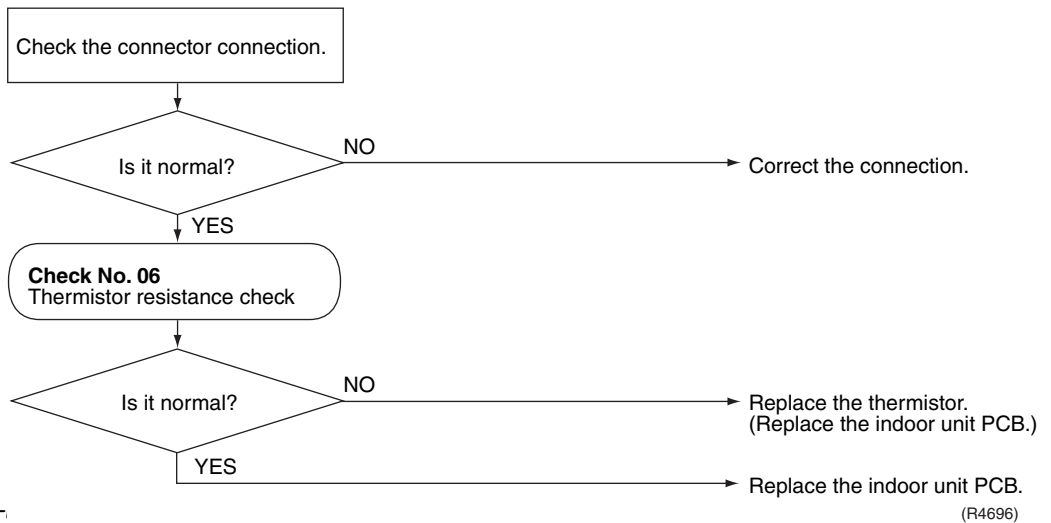 Check the connector connection.
Is it normal?
NO
Correct the connection.
YES
Check No. 06
Thermistor resistance check
Is it normal?
NO
Replace the thermistor.
(Replace the indoor unit PCB.)
YES
Replace the indoor unit PCB.
(R4696)